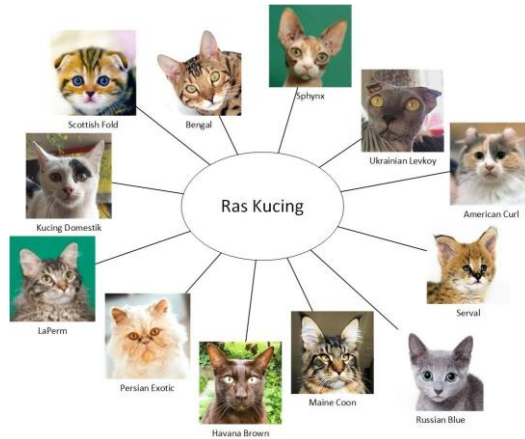 Sphynx
Scottish Fold
Bengal
Ukrainian Levkoy
Ras Kucing
American Curl
Kucing Domestik
LaPerm
Serval
Persian Exotic
Maine Coon
Russian Blue
Havana Brown